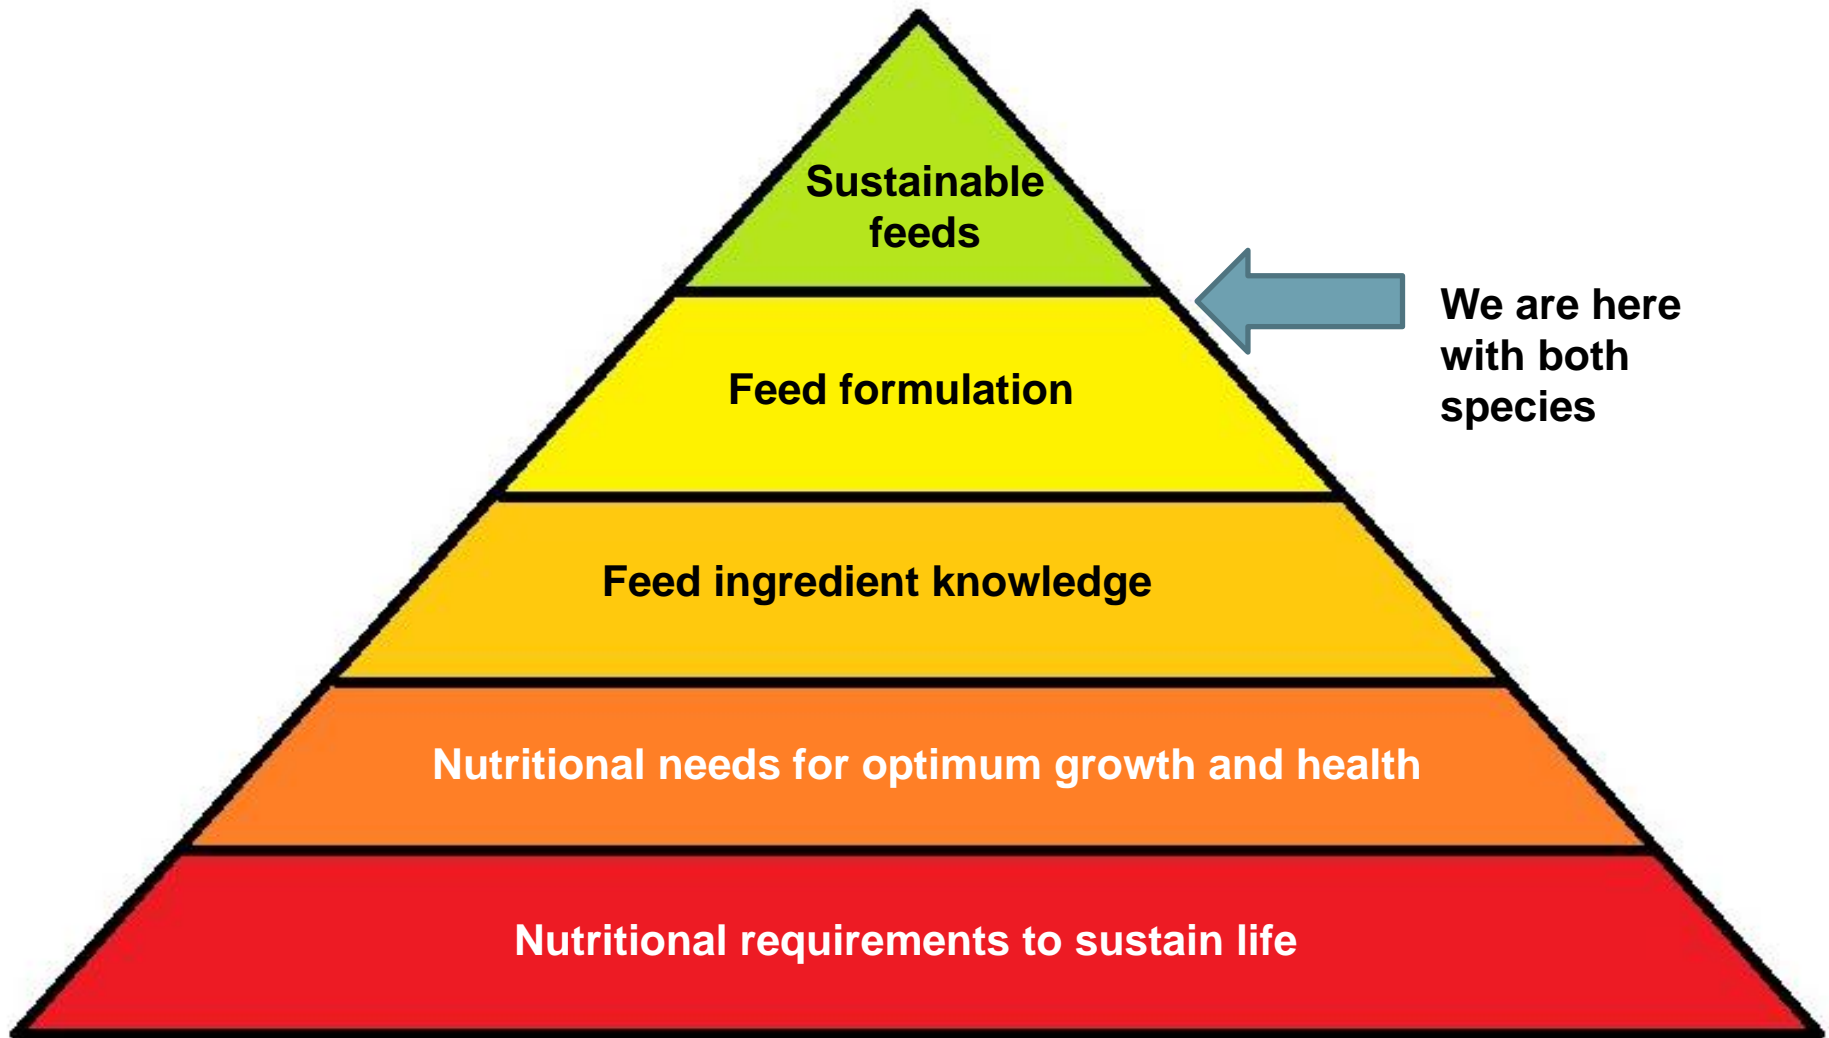 Sustainable
feeds
We are here
with both
species
Feed formulation
Feed ingredient knowledge
Nutritional needs for optimum growth and health
Nutritional requirements to sustain life